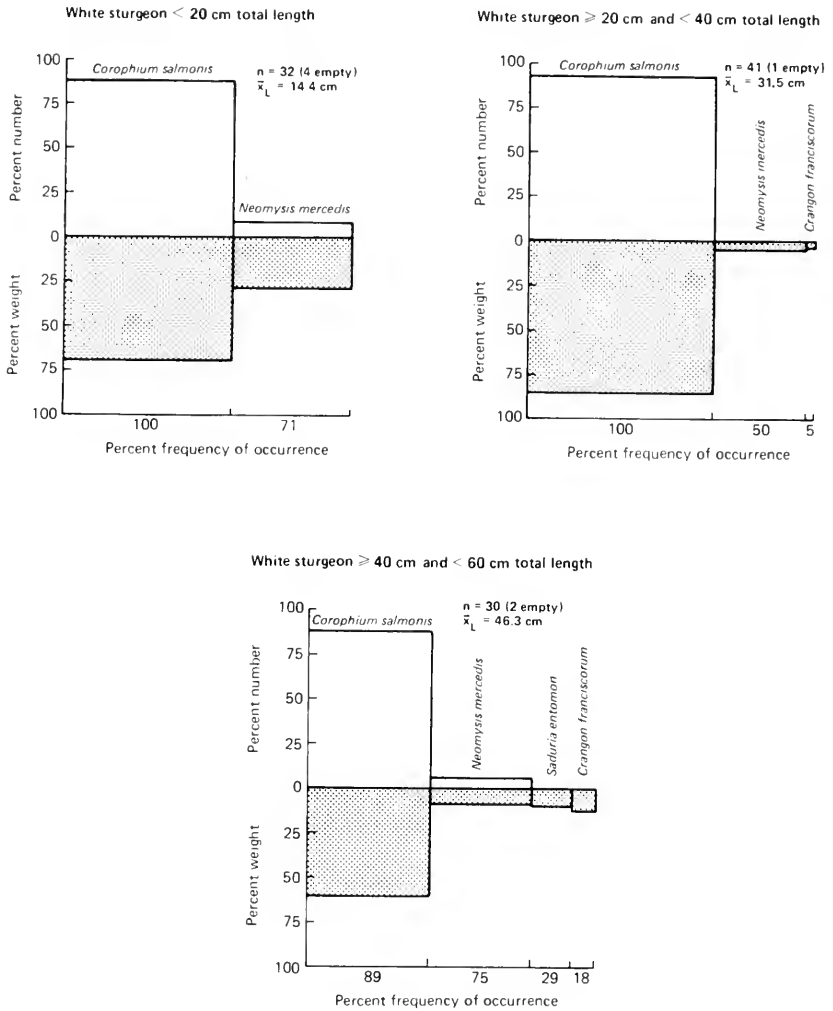 White sturgeon < 20 cm total length
Corophium salmonis
n = 32 (4 empty)
x̄L = 14 4 cm
Neomysis mercedis
Percent number
Percent weight
100
75
50
25
0
25
50
75
100
100 71
Percent frequency of occurrence
White sturgeon ⩾ 20 cm and < 40 cm total length
Corophium salmonis
n = 41 (1 empty)
x̄L = 31.5 cm
Neomysis mercedis
Crangon franciscorum
Percent number
Percent weight
100
75
50
25
0
25
50
75
100
100 50 5
Percent frequency of occurrence
White sturgeon ⩾ 40 cm and < 60 cm total length
Corophium salmonis
n = 30 (2 empty)
x̄L = 46.3 cm
Neomysis mercedis
Saduria entomon
Crangon franciscorum
Percent number
Percent weight
100
75
50
25
0
25
50
75
100
89 75 29 18
Percent frequency of occurrence